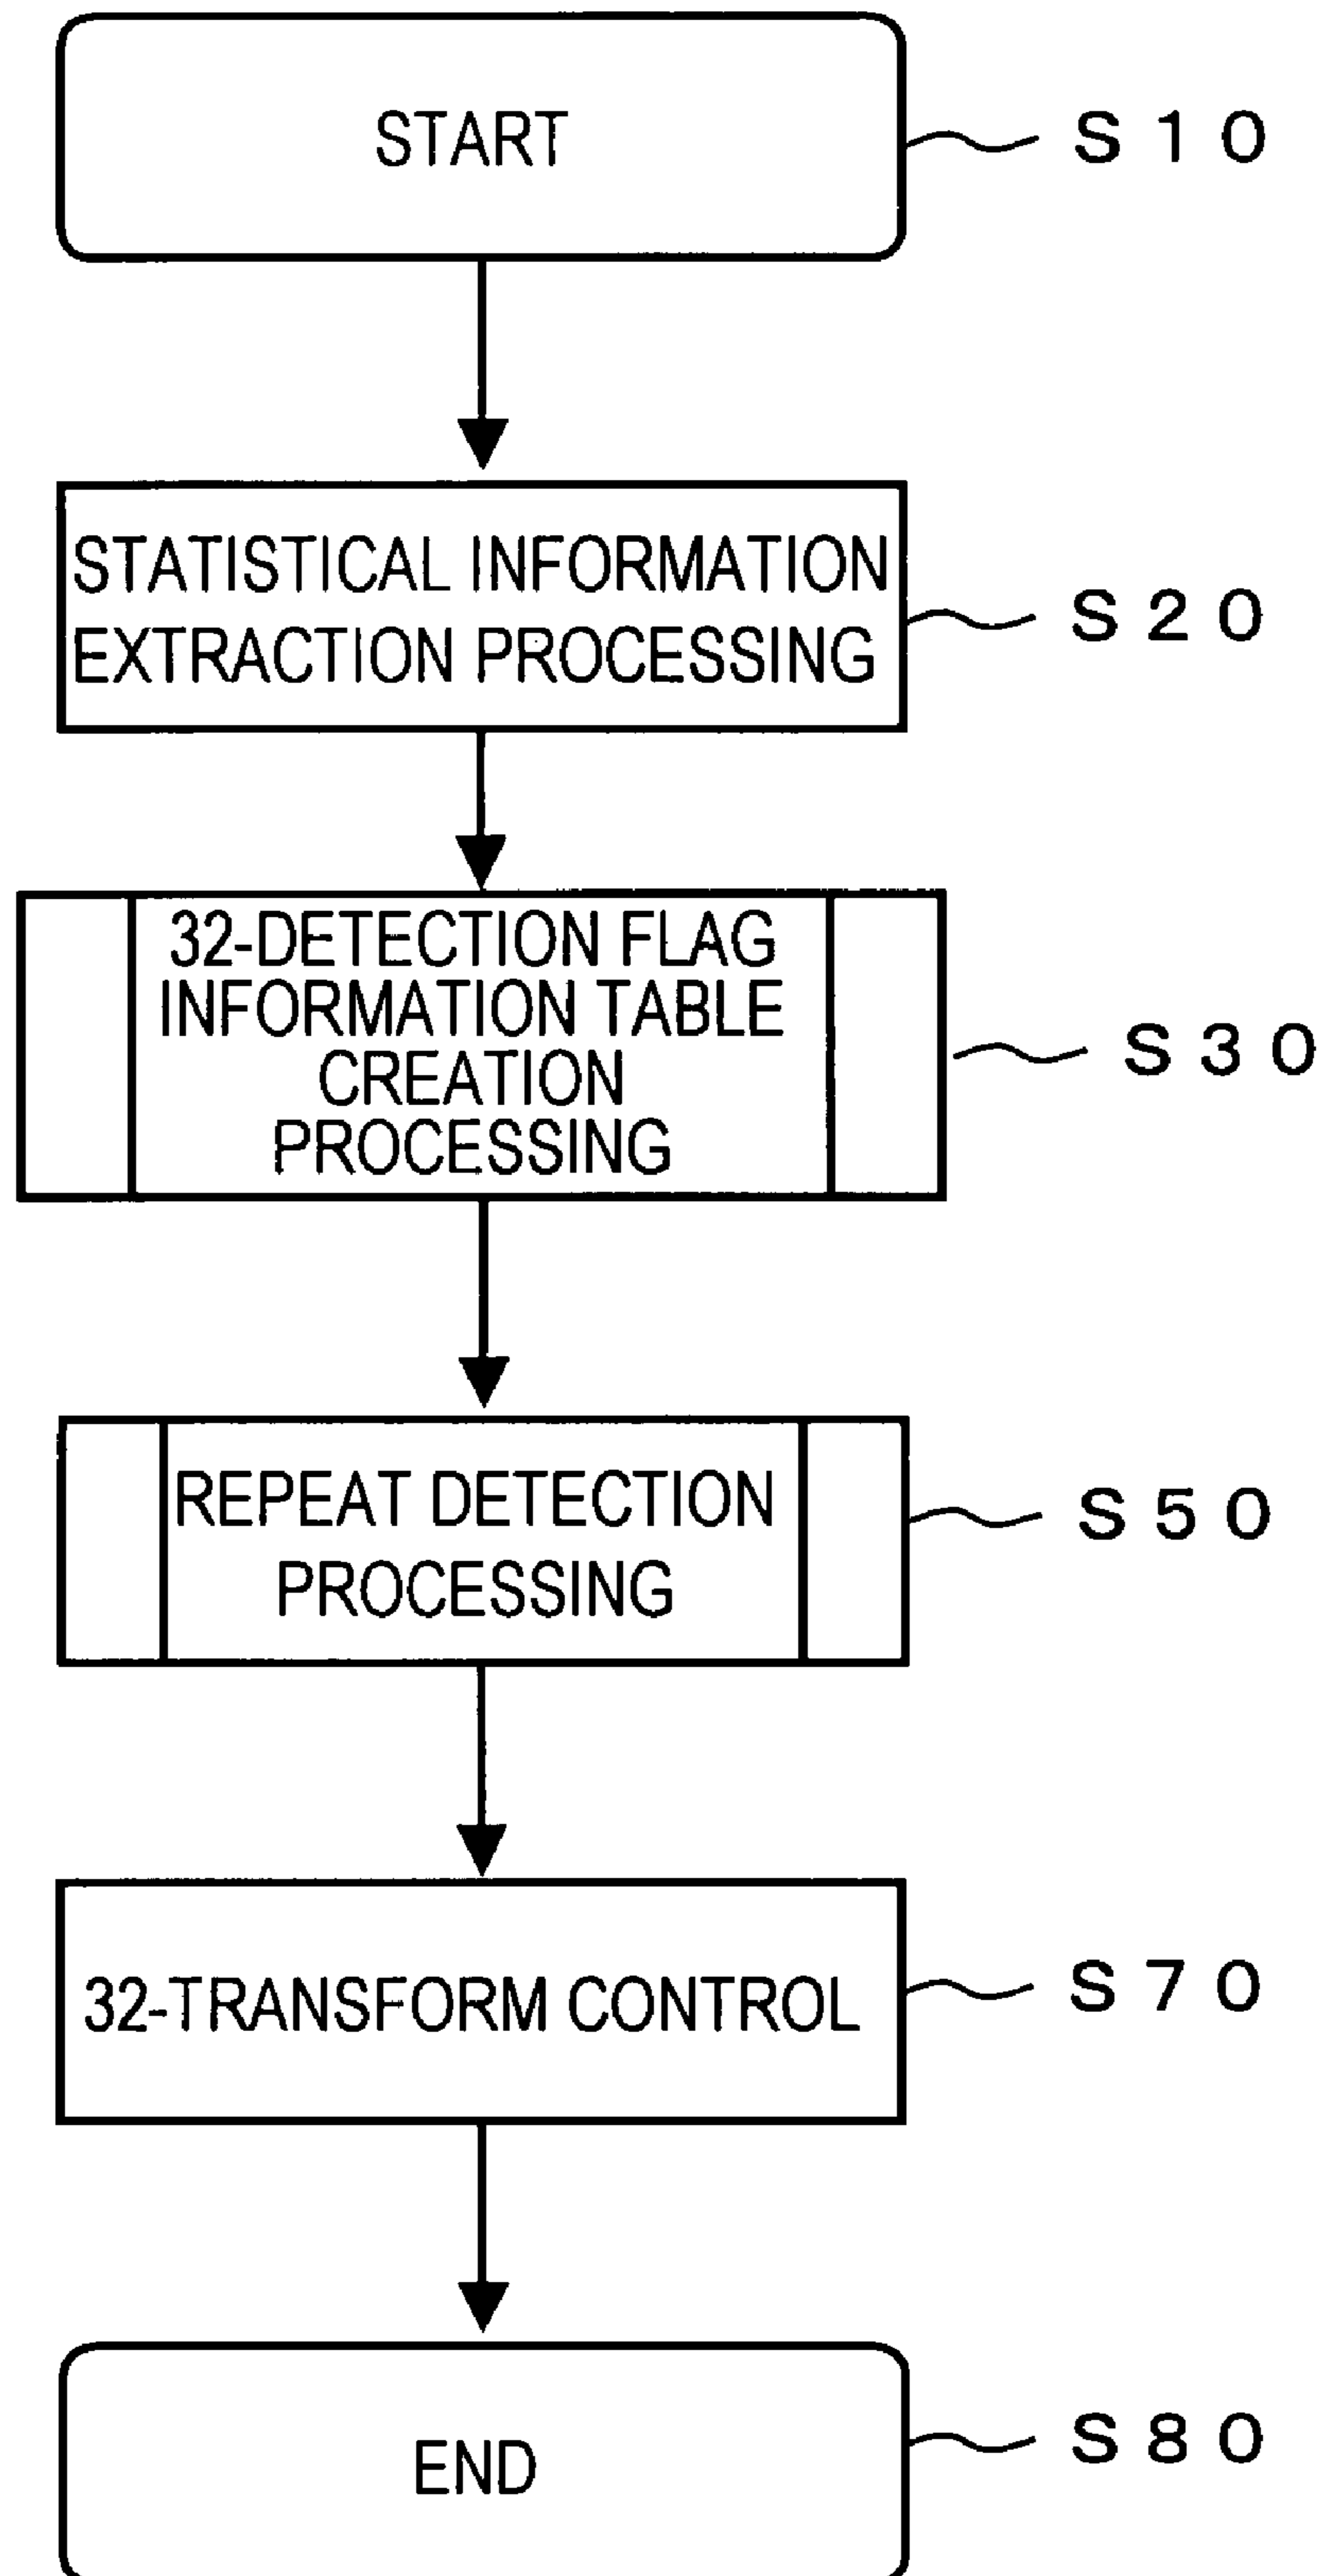 START
S10
STATISTICAL INFORMATION
EXTRACTION PROCESSING
S20
32-DETECTION FLAG
INFORMATION TABLE
CREATION
PROCESSING
S30
REPEAT DETECTION
PROCESSING
S50
32-TRANSFORM CONTROL
S70
END
S80